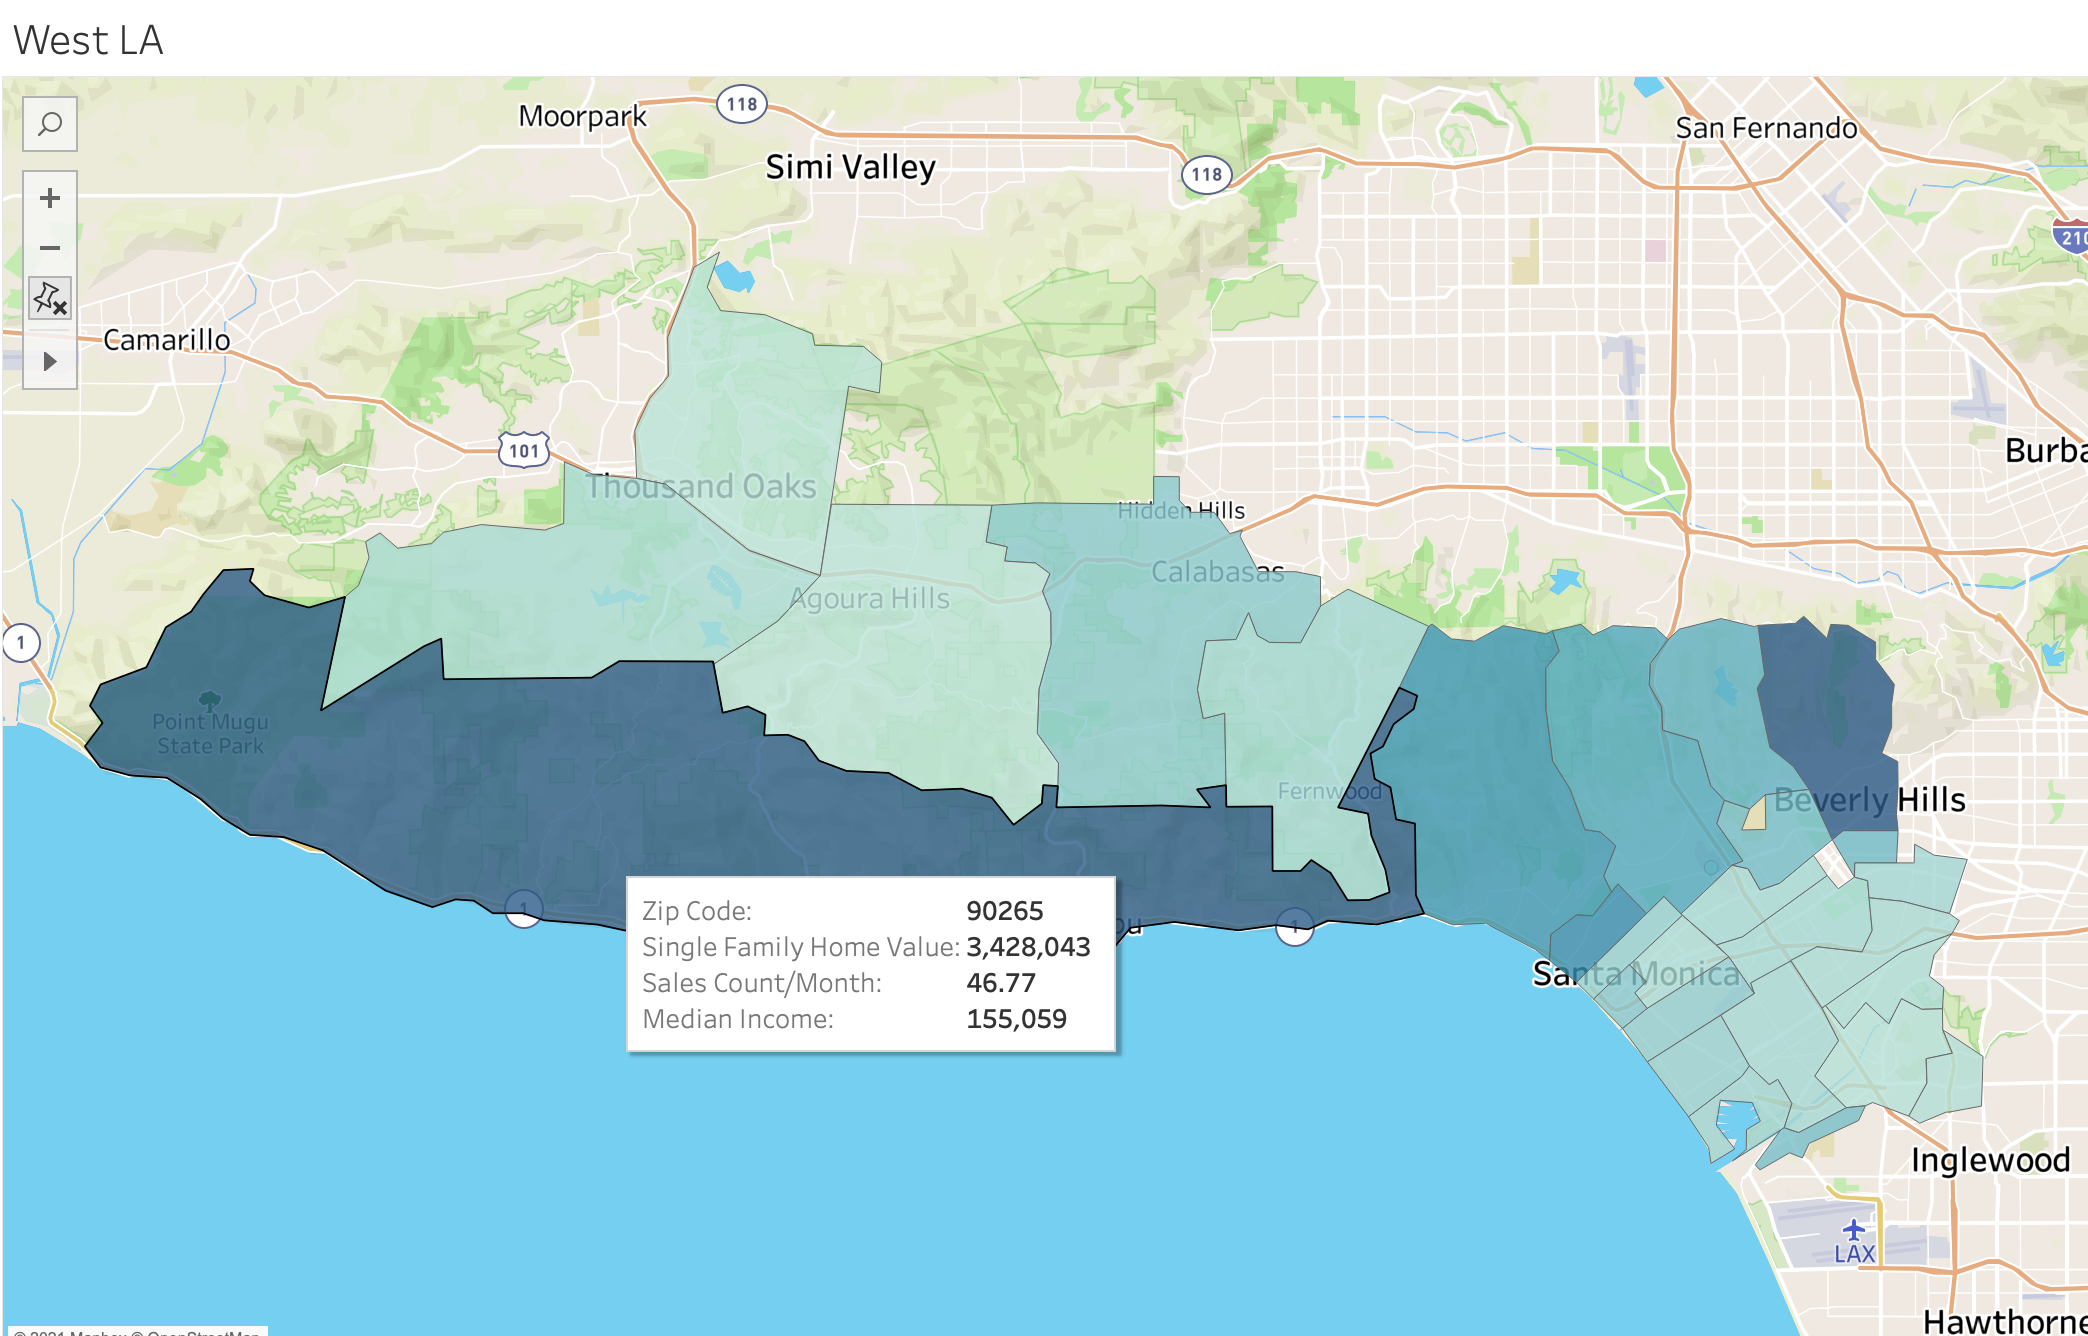 West LA
Moorpark
118
San Fernando
Simi Valley
118
210
Camarillo
101
Burba
Thousand Oaks
Hidden Hills
Calabasas
Agoura Hills
1
Point Mugu
State Park
Fernwood
Beverly Hills
1
Zip Code: 90265
Single Family Home Value: 3,428,043
Sales Count/Month: 46.77
Median Income: 155,059
ou
1
Santa Monica
Inglewood
LAX
Hawthorne
© 2021 Mapbox © OpenStreetMap